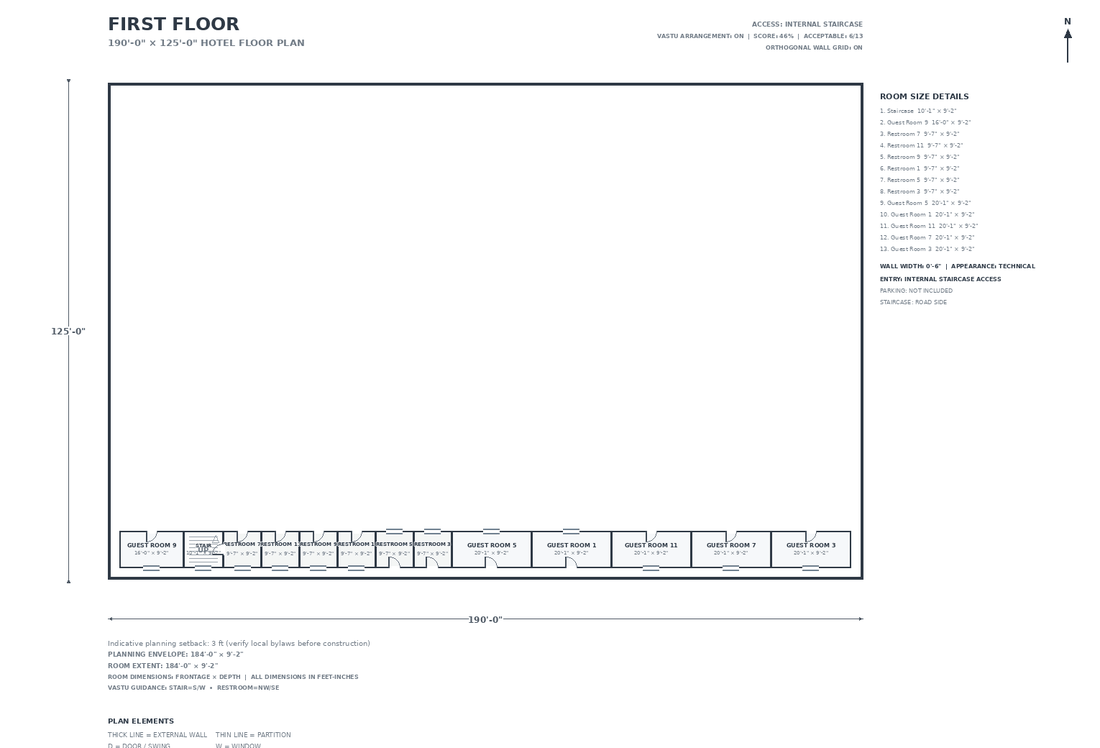 FIRST FLOOR
190'-0" × 125'-0" HOTEL FLOOR PLAN
ACCESS: INTERNAL STAIRCASE
VASTU ARRANGEMENT: ON | SCORE: 46% | ACCEPTABLE: 6/13
ORTHOGONAL WALL GRID: ON
N
ROOM SIZE DETAILS
1. Staircase 10'-1" × 9'-2"
2. Guest Room 9 16'-0" × 9'-2"
3. Restroom 7 9'-7" × 9'-2"
4. Restroom 11 9'-7" × 9'-2"
5. Restroom 9 9'-7" × 9'-2"
6. Restroom 1 9'-7" × 9'-2"
7. Restroom 5 9'-7" × 9'-2"
8. Restroom 3 9'-7" × 9'-2"
9. Guest Room 5 20'-1" × 9'-2"
10. Guest Room 1 20'-1" × 9'-2"
11. Guest Room 11 20'-1" × 9'-2"
12. Guest Room 7 20'-1" × 9'-2"
13. Guest Room 3 20'-1" × 9'-2"
WALL WIDTH: 0'-6" | APPEARANCE: TECHNICAL
ENTRY: INTERNAL STAIRCASE ACCESS
PARKING: NOT INCLUDED
STAIRCASE: ROAD SIDE
125'-0"
GUEST ROOM 9
16'-0" × 9'-2"
STAIR
UP
RESTROOM 7
9'-7" × 9'-2"
RESTROOM 1
9'-7" × 9'-2"
RESTROOM 9
9'-7" × 9'-2"
RESTROOM 1
9'-7" × 9'-2"
RESTROOM 5
9'-7" × 9'-2"
RESTROOM 3
9'-7" × 9'-2"
GUEST ROOM 5
20'-1" × 9'-2"
GUEST ROOM 1
20'-1" × 9'-2"
GUEST ROOM 11
20'-1" × 9'-2"
GUEST ROOM 7
20'-1" × 9'-2"
GUEST ROOM 3
20'-1" × 9'-2"
190'-0"
Indicative planning setback: 3 ft (verify local bylaws before construction)
PLANNING ENVELOPE: 184'-0" × 9'-2"
ROOM EXTENT: 184'-0" × 9'-2"
ROOM DIMENSIONS: FRONTAGE × DEPTH | ALL DIMENSIONS IN FEET-INCHES
VASTU GUIDANCE: STAIR=S/W • RESTROOM=NW/SE
PLAN ELEMENTS
THICK LINE = EXTERNAL WALL THIN LINE = PARTITION
D = DOOR / SWING W = WINDOW